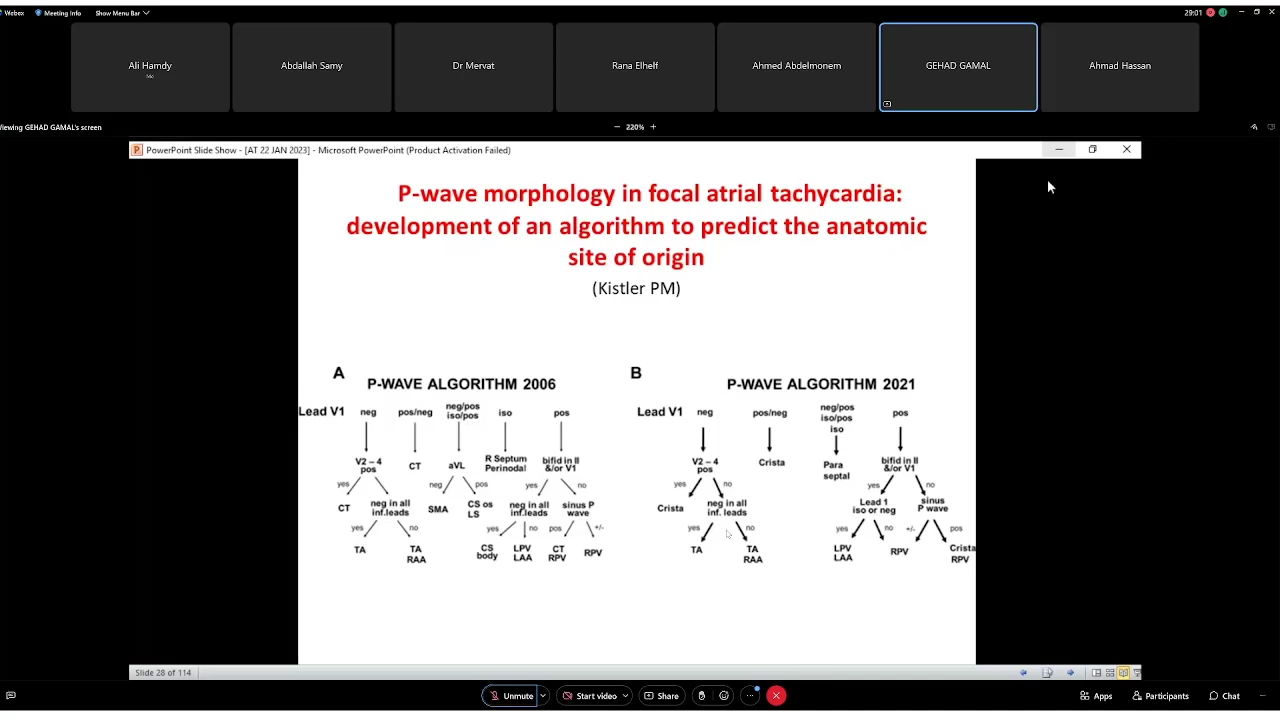 Webex Meeting Info Show Menu Bar 29:01
Ali Hamdy Abdallah Samy Dr Mervat Rana Elhelf Ahmed Abdelmonem GEHAD GAMAL Ahmad Hassan
Viewing GEHAD GAMAL's screen 220%
PowerPoint Slide Show - [AT 22 JAN 2023] - Microsoft PowerPoint (Product Activation Failed)
P-wave morphology in focal atrial tachycardia:
development of an algorithm to predict the anatomic
site of origin
(Kistler PM)
A
P-WAVE ALGORITHM 2006
Lead V1 neg pos/neg neg/pos iso/pos iso pos
V2 – 4 pos CT aVL R Septum Perinodal bifid in II &/or V1
yes no neg pos yes no
CT neg in all inf.leads SMA CS os LS neg in all inf.leads sinus P wave
yes no yes no pos +/-
TA TA RAA CS body LPV LAA CT RPV RPV
B
P-WAVE ALGORITHM 2021
Lead V1 neg pos/neg neg/pos iso/pos iso pos
V2 – 4 pos Crista Para septal bifid in II &/or V1
yes no yes no
Crista neg in all inf. leads Lead 1 iso or neg sinus P wave
yes no yes no +/- pos
TA TA RAA LPV LAA RPV Crista RPV
Slide 28 of 114
Unmute Start video Share Apps Participants Chat